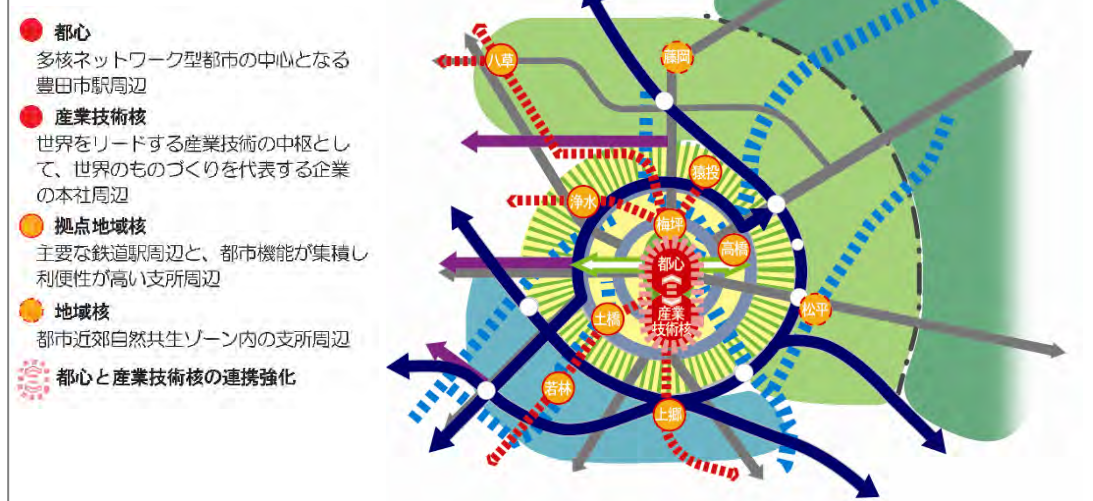 都心
多核ネットワーク型都市の中心となる
豊田市駅周辺
産業技術核
世界をリードする産業技術の中枢とし
て、世界のものづくりを代表する企業
の本社周辺
拠点地域核
主要な鉄道駅周辺と、都市機能が集積し
利便性が高い支所周辺
地域核
都市近郊自然共生ゾーン内の支所周辺
都心と産業技術核の連携強化
八草
藤岡
猿投
浄水
梅坪
高橋
都心
産業
技術核
松平
土橋
若林
上郷